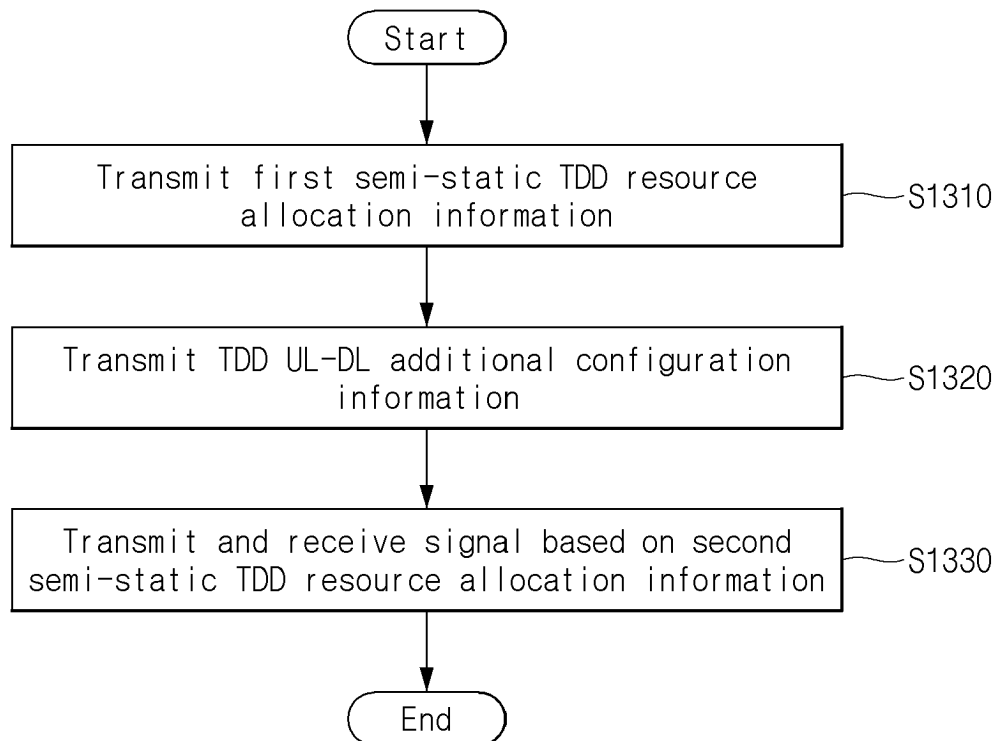 Start
Transmit first semi-static TDD resource
allocation information
S1310
Transmit TDD UL-DL additional configuration
information
S1320
Transmit and receive signal based on second
semi-static TDD resource allocation information
S1330
End